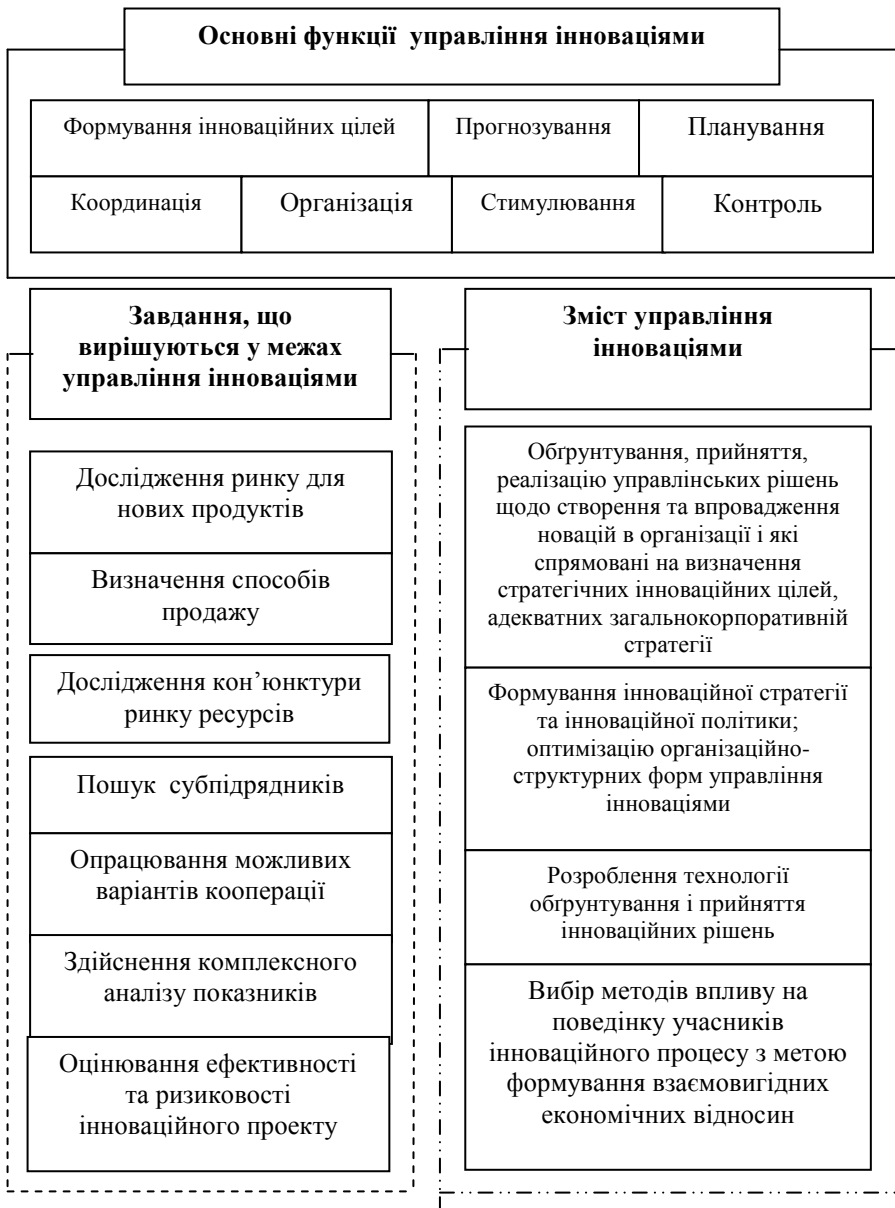 Основні функції управління інноваціями
Формування інноваційних цілей
Прогнозування
Планування
Координація
Організація
Стимулювання
Контроль
Завдання, що
вирішуються у межах
управління інноваціями
Дослідження ринку для
нових продуктів
Визначення способів
продажу
Дослідження кон’юнктури
ринку ресурсів
Пошук субпідрядників
Опрацювання можливих
варіантів кооперації
Здійснення комплексного
аналізу показників
Оцінювання ефективності
та ризиковості
інноваційного проекту
Зміст управління
інноваціями
Обґрунтування, прийняття,
реалізацію управлінських рішень
щодо створення та впровадження
новацій в організації і які
спрямовані на визначення
стратегічних інноваційних цілей,
адекватних загальнокорпоративній
стратегії
Формування інноваційної стратегії
та інноваційної політики;
оптимізацію організаційно-
структурних форм управління
інноваціями
Розроблення технології
обґрунтування і прийняття
інноваційних рішень
Вибір методів впливу на
поведінку учасників
інноваційного процесу з метою
формування взаємовигідних
економічних відносин